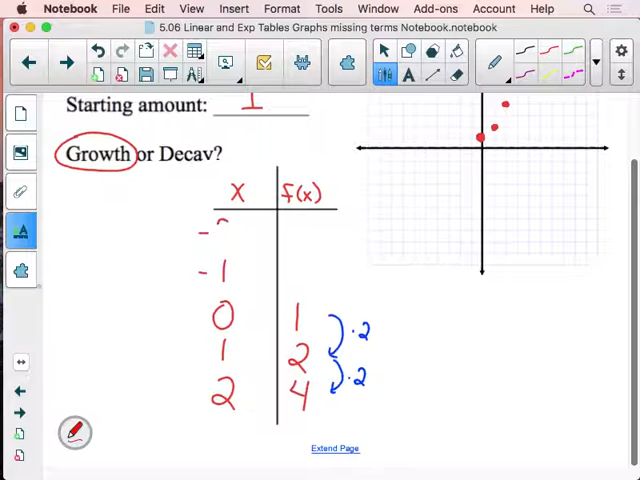 Notebook File Edit View Insert Format Tools Window Add-ons Account Help
5.06 Linear and Exp Tables Graphs missing terms Notebook.notebook
Starting amount: 1
Growth or Decay?
x f(x)
-
-1
0 1
·2
1 2
·2
2 4
Extend Page